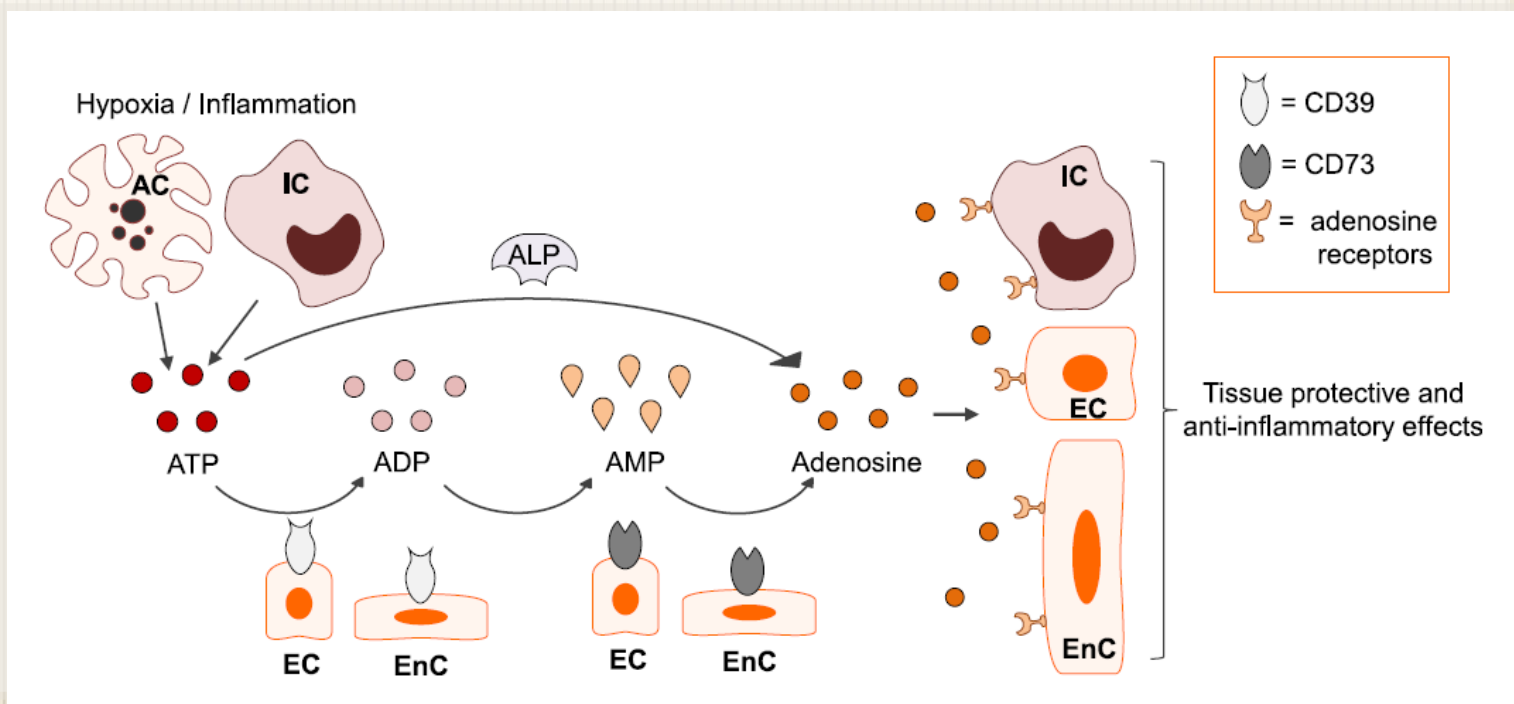 Hypoxia / Inflammation
AC
IC
ALP
ATP
ADP
AMP
Adenosine
EC
EnC
EC
EnC
IC
EC
EnC
= CD39
= CD73
= adenosine
receptors
Tissue protective and
anti-inflammatory effects